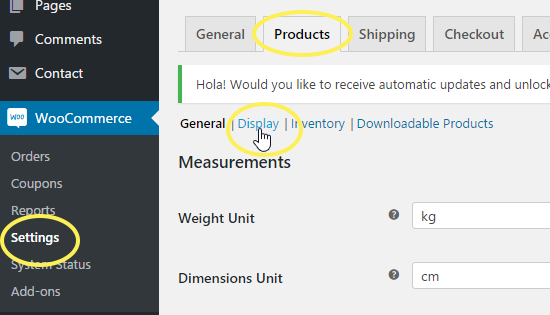 Pages
Comments
Contact
Woo WooCommerce
Orders
Coupons
Reports
Settings
System Status
Add-ons
General Products Shipping Checkout
Hola! Would you like to receive automatic updates and unlock
General | Display | Inventory | Downloadable Products
Measurements
Weight Unit ? kg
Dimensions Unit ? cm